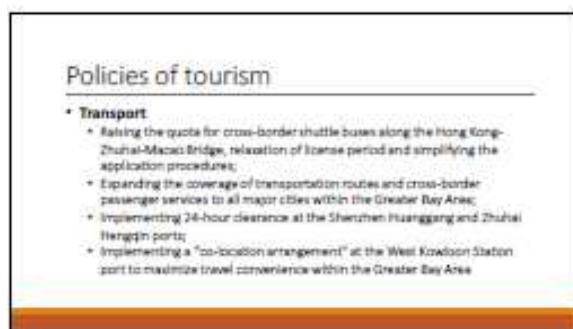 Policies of tourism
• Transport
• Raising the quota for cross-border shuttle buses along the Hong Kong-
Zhuhai-Macao Bridge, relaxation of license period and simplifying the
application procedures;
• Expanding the coverage of transportation routes and cross-border
passenger services to all major cities within the Greater Bay Area;
• Implementing 24-hour clearance at the Shenzhen Huanggang and Zhuhai
Hengqin ports;
• Implementing a "co-location arrangement" at the West Kowloon Station
port to maximize travel convenience within the Greater Bay Area